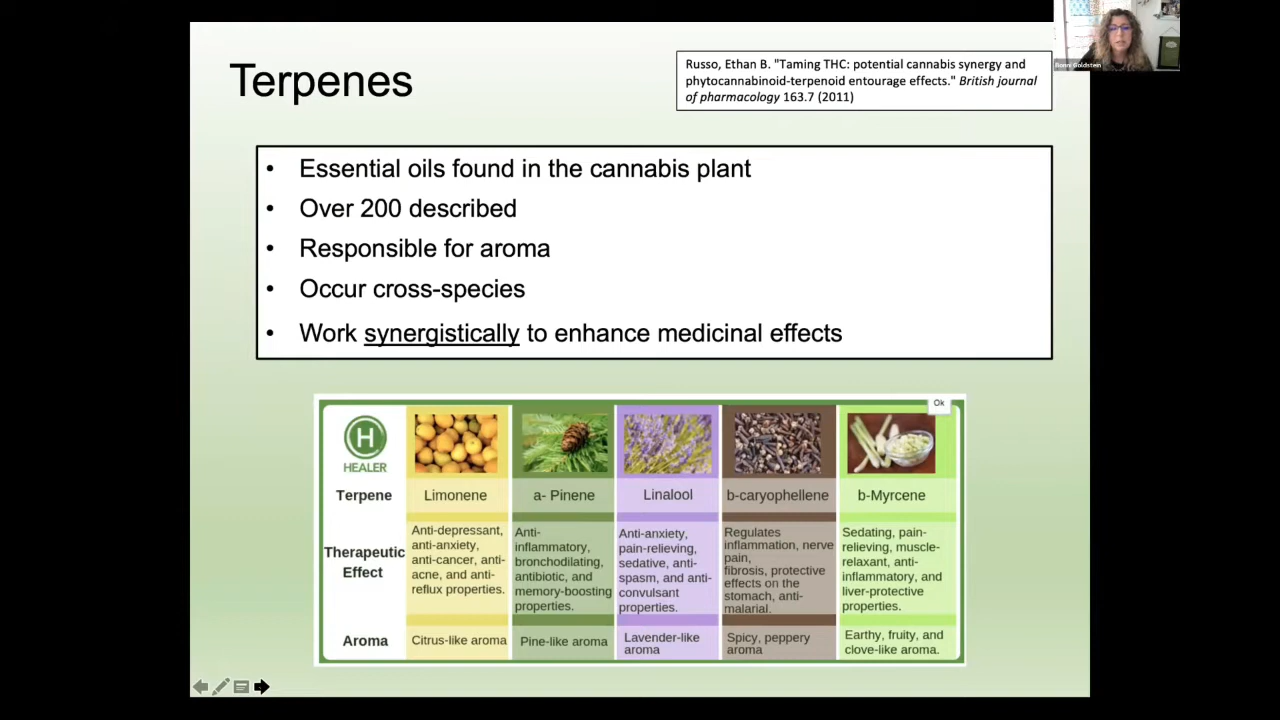 Terpenes
Russo, Ethan B. "Taming THC: potential cannabis synergy and
phytocannabinoid-terpenoid entourage effects." British journal
of pharmacology 163.7 (2011)
Bonni Goldstein
• Essential oils found in the cannabis plant
• Over 200 described
• Responsible for aroma
• Occur cross-species
• Work synergistically to enhance medicinal effects
Ok
H
HEALER
Terpene
Limonene
a- Pinene
Linalool
b-caryophellene
b-Myrcene
Therapeutic
Effect
Anti-depressant,
anti-anxiety,
anti-cancer, anti-
acne, and anti-
reflux properties.
Anti-
inflammatory,
bronchodilating,
antibiotic, and
memory-boosting
properties.
Anti-anxiety,
pain-relieving,
sedative, anti-
spasm, and anti-
convulsant
properties.
Regulates
inflammation, nerve
pain,
fibrosis, protective
effects on the
stomach, anti-
malarial.
Sedating, pain-
relieving, muscle-
relaxant, anti-
inflammatory, and
liver-protective
properties.
Aroma
Citrus-like aroma
Pine-like aroma
Lavender-like
aroma
Spicy, peppery
aroma
Earthy, fruity, and
clove-like aroma.